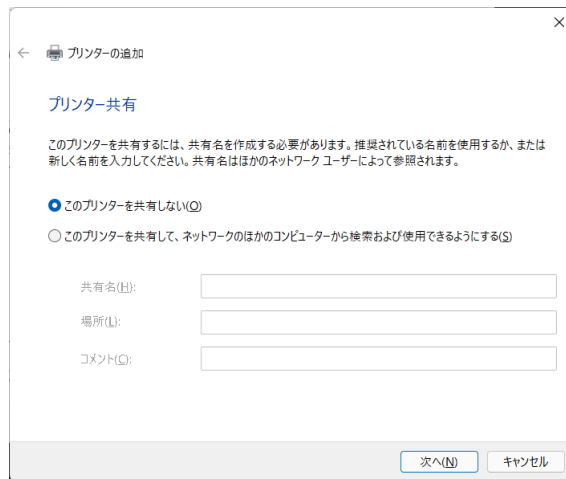 プリンターの追加
プリンター共有
このプリンターを共有するには、共有名を作成する必要があります。推奨されている名前を使用するか、または
新しく名前を入力してください。共有名はほかのネットワーク ユーザーによって参照されます。
このプリンターを共有しない(O)
このプリンターを共有して、ネットワークのほかのコンピューターから検索および使用できるようにする(S)
共有名(H):
場所(L):
コメント(C):
次へ(N) キャンセル